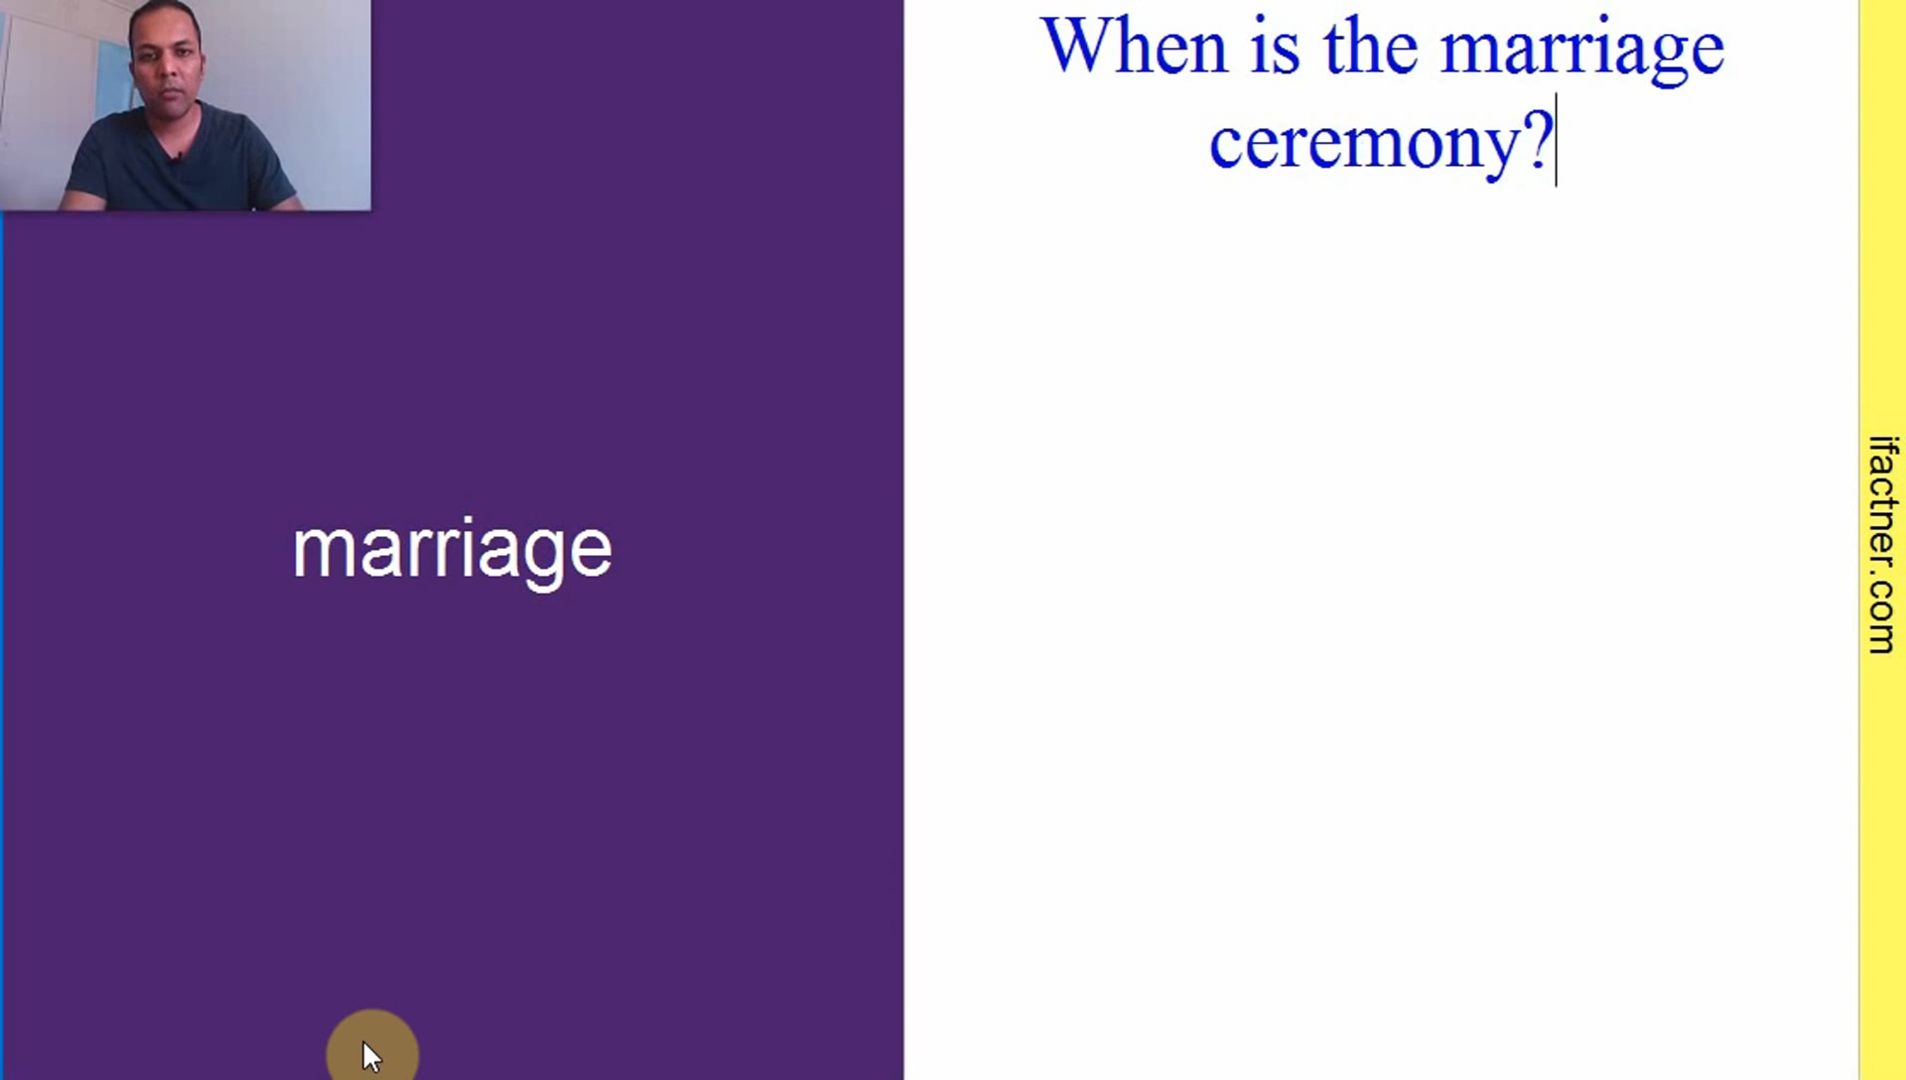 When is the marriage
ceremony?
marriage
ifactner.com